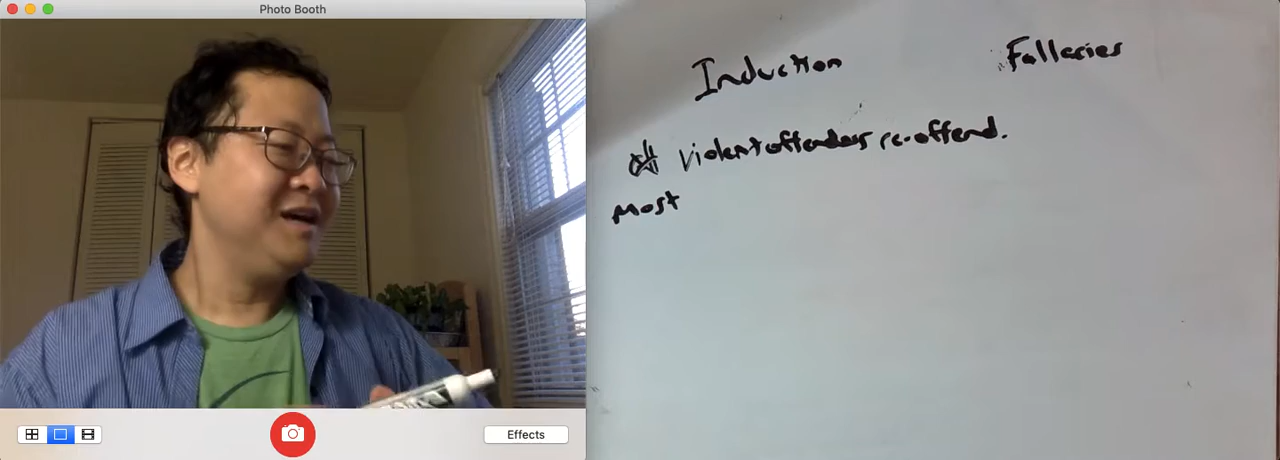 Photo Booth
Induction
Fallacies
violent offenders re-offend.
most
Effects